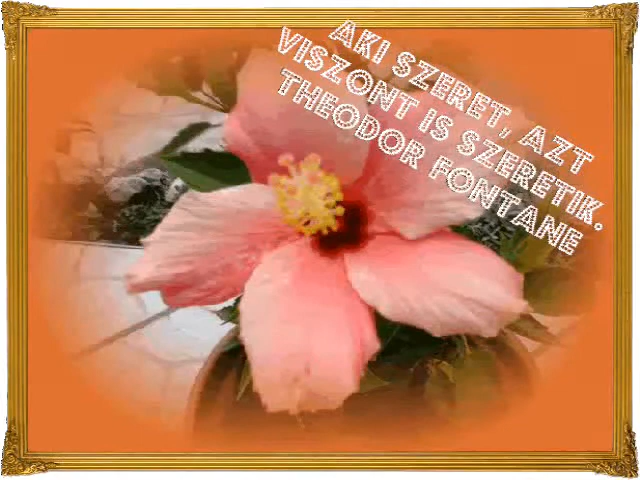 AKI SZERET, AZT
VISZONT IS SZERETIK.
THEODOR FONTANE